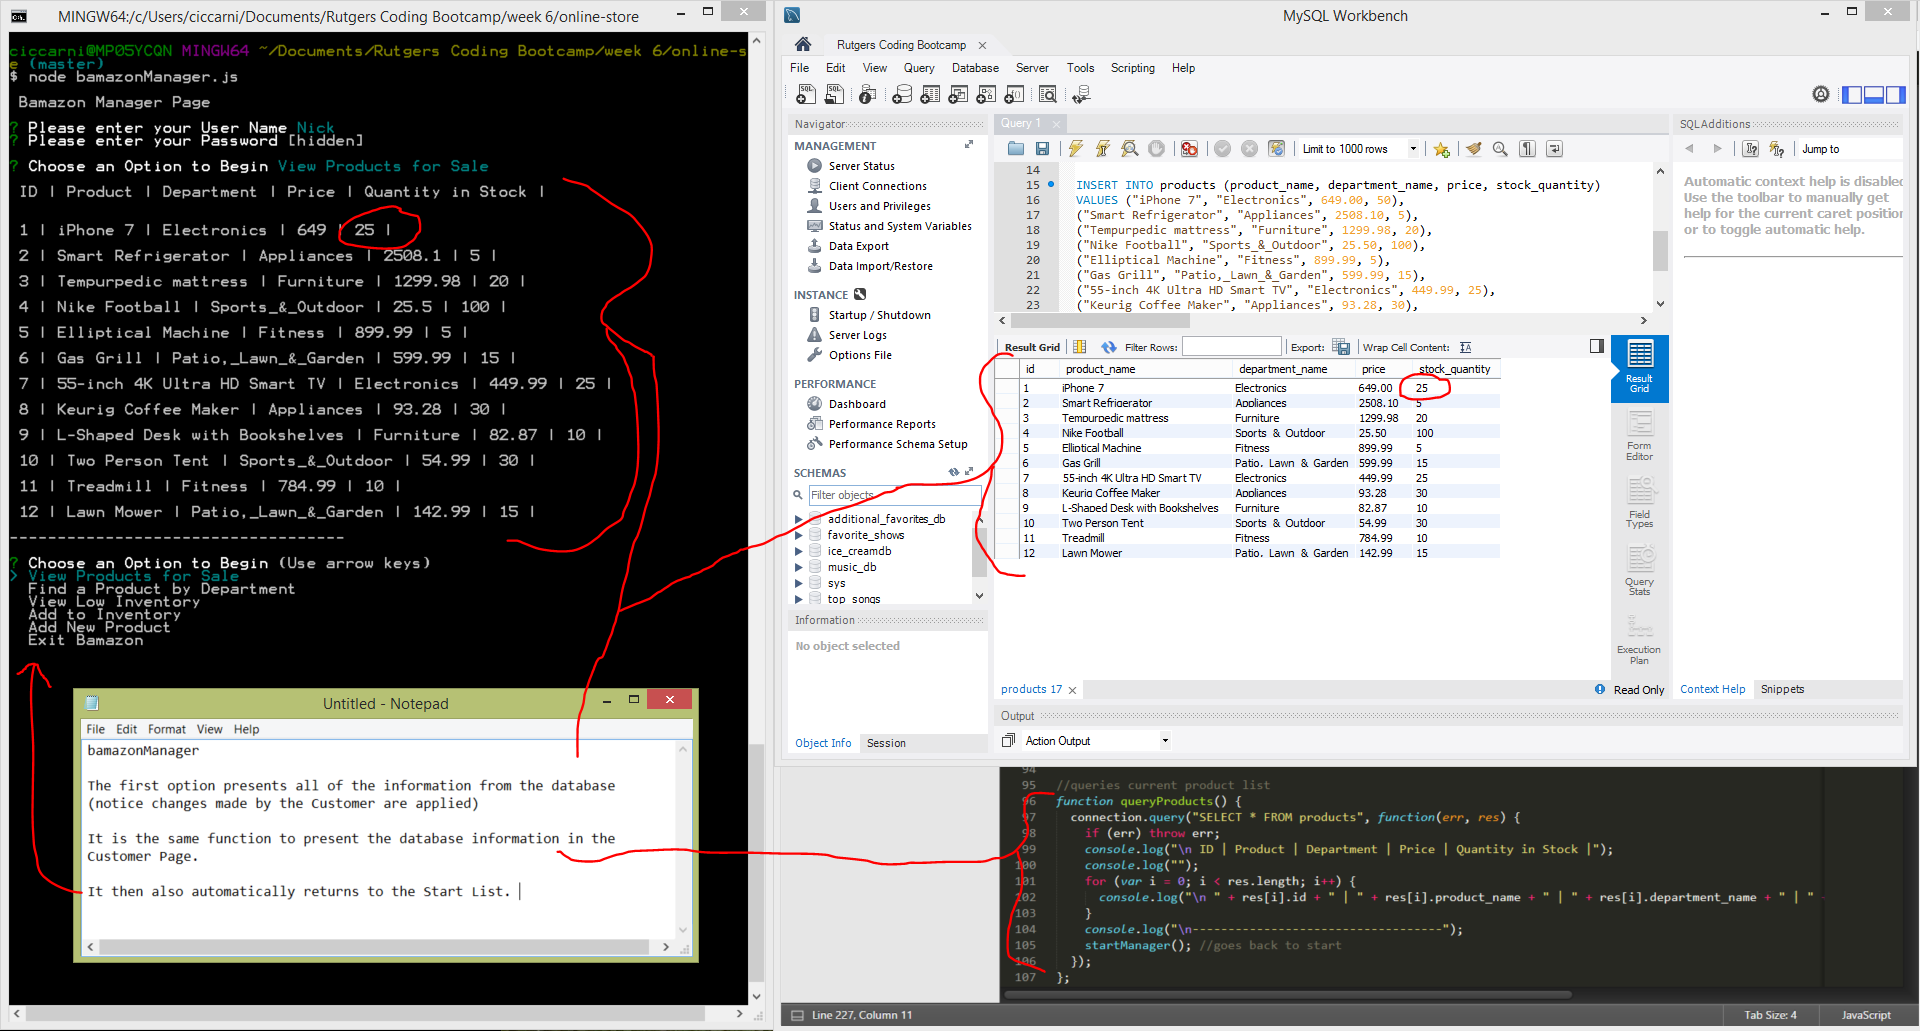 MINGW64:/c/Users/ciccarni/Documents/Rutgers Coding Bootcamp/week 6/online-store
ciccarni@MP05YCQN MINGW64 ~/Documents/Rutgers Coding Bootcamp/week 6/online-s
e (master)
$ node bamazonManager.js
Bamazon Manager Page
? Please enter your User Name Nick
? Please enter your Password [hidden]
? Choose an Option to Begin View Products for Sale
ID | Product | Department | Price | Quantity in Stock |
1 | iPhone 7 | Electronics | 649 | 25 |
2 | Smart Refrigerator | Appliances | 2508.1 | 5 |
3 | Tempurpedic mattress | Furniture | 1299.98 | 20 |
4 | Nike Football | Sports_&_Outdoor | 25.5 | 100 |
5 | Elliptical Machine | Fitness | 899.99 | 5 |
6 | Gas Grill | Patio,_Lawn_&_Garden | 599.99 | 15 |
7 | 55-inch 4K Ultra HD Smart TV | Electronics | 449.99 | 25 |
8 | Keurig Coffee Maker | Appliances | 93.28 | 30 |
9 | L-Shaped Desk with Bookshelves | Furniture | 82.87 | 10 |
10 | Two Person Tent | Sports_&_Outdoor | 54.99 | 30 |
11 | Treadmill | Fitness | 784.99 | 10 |
12 | Lawn Mower | Patio,_Lawn_&_Garden | 142.99 | 15 |
-----------------------------------
? Choose an Option to Begin (Use arrow keys)
> View Products for Sale
Find a Product by Department
View Low Inventory
Add to Inventory
Add New Product
Exit Bamazon
Untitled - Notepad
File Edit Format View Help
bamazonManager
The first option presents all of the information from the database
(notice changes made by the Customer are applied)
It is the same function to present the database information in the
Customer Page.
It then also automatically returns to the Start List.
MySQL Workbench
Rutgers Coding Bootcamp
File Edit View Query Database Server Tools Scripting Help
Navigator
MANAGEMENT
Server Status
Client Connections
Users and Privileges
Status and System Variables
Data Export
Data Import/Restore
INSTANCE
Startup / Shutdown
Server Logs
Options File
PERFORMANCE
Dashboard
Performance Reports
Performance Schema Setup
SCHEMAS
Filter objects
additional_favorites_db
favorite_shows
ice_creamdb
music_db
sys
top_songs
Information
No object selected
Object Info Session
Query 1
Limit to 1000 rows
14
15 INSERT INTO products (product_name, department_name, price, stock_quantity)
16 VALUES ("iPhone 7", "Electronics", 649.00, 50),
17 ("Smart Refrigerator", "Appliances", 2508.10, 5),
18 ("Tempurpedic mattress", "Furniture", 1299.98, 20),
19 ("Nike Football", "Sports_&_Outdoor", 25.50, 100),
20 ("Elliptical Machine", "Fitness", 899.99, 5),
21 ("Gas Grill", "Patio,_Lawn_&_Garden", 599.99, 15),
22 ("55-inch 4K Ultra HD Smart TV", "Electronics", 449.99, 25),
23 ("Keurig Coffee Maker", "Appliances", 93.28, 30),
Result Grid Filter Rows: Export: Wrap Cell Content:
id product_name department_name price stock_quantity
1 iPhone 7 Electronics 649.00 25
2 Smart Refrigerator Appliances 2508.10 5
3 Tempurpedic mattress Furniture 1299.98 20
4 Nike Football Sports_&_Outdoor 25.50 100
5 Elliptical Machine Fitness 899.99 5
6 Gas Grill Patio,_Lawn_&_Garden 599.99 15
7 55-inch 4K Ultra HD Smart TV Electronics 449.99 25
8 Keurig Coffee Maker Appliances 93.28 30
9 L-Shaped Desk with Bookshelves Furniture 82.87 10
10 Two Person Tent Sports_&_Outdoor 54.99 30
11 Treadmill Fitness 784.99 10
12 Lawn Mower Patio,_Lawn_&_Garden 142.99 15
Result
Grid
Form
Editor
Field
Types
Query
Stats
Execution
Plan
products 17
Read Only
Output
Action Output
SQLAdditions
Jump to
Automatic context help is disabled
Use the toolbar to manually get
help for the current caret position
or to toggle automatic help.
Context Help Snippets
94
95 //queries current product list
96 function queryProducts() {
97 connection.query("SELECT * FROM products", function(err, res) {
98 if (err) throw err;
99 console.log("\n ID | Product | Department | Price | Quantity in Stock |");
100 console.log("");
101 for (var i = 0; i < res.length; i++) {
102 console.log("\n " + res[i].id + " | " + res[i].product_name + " | " + res[i].department_name + " | "
103 }
104 console.log("\n-----------------------------------");
105 startManager(); //goes back to start
106 });
107 };
Line 227, Column 11
Tab Size: 4
JavaScript